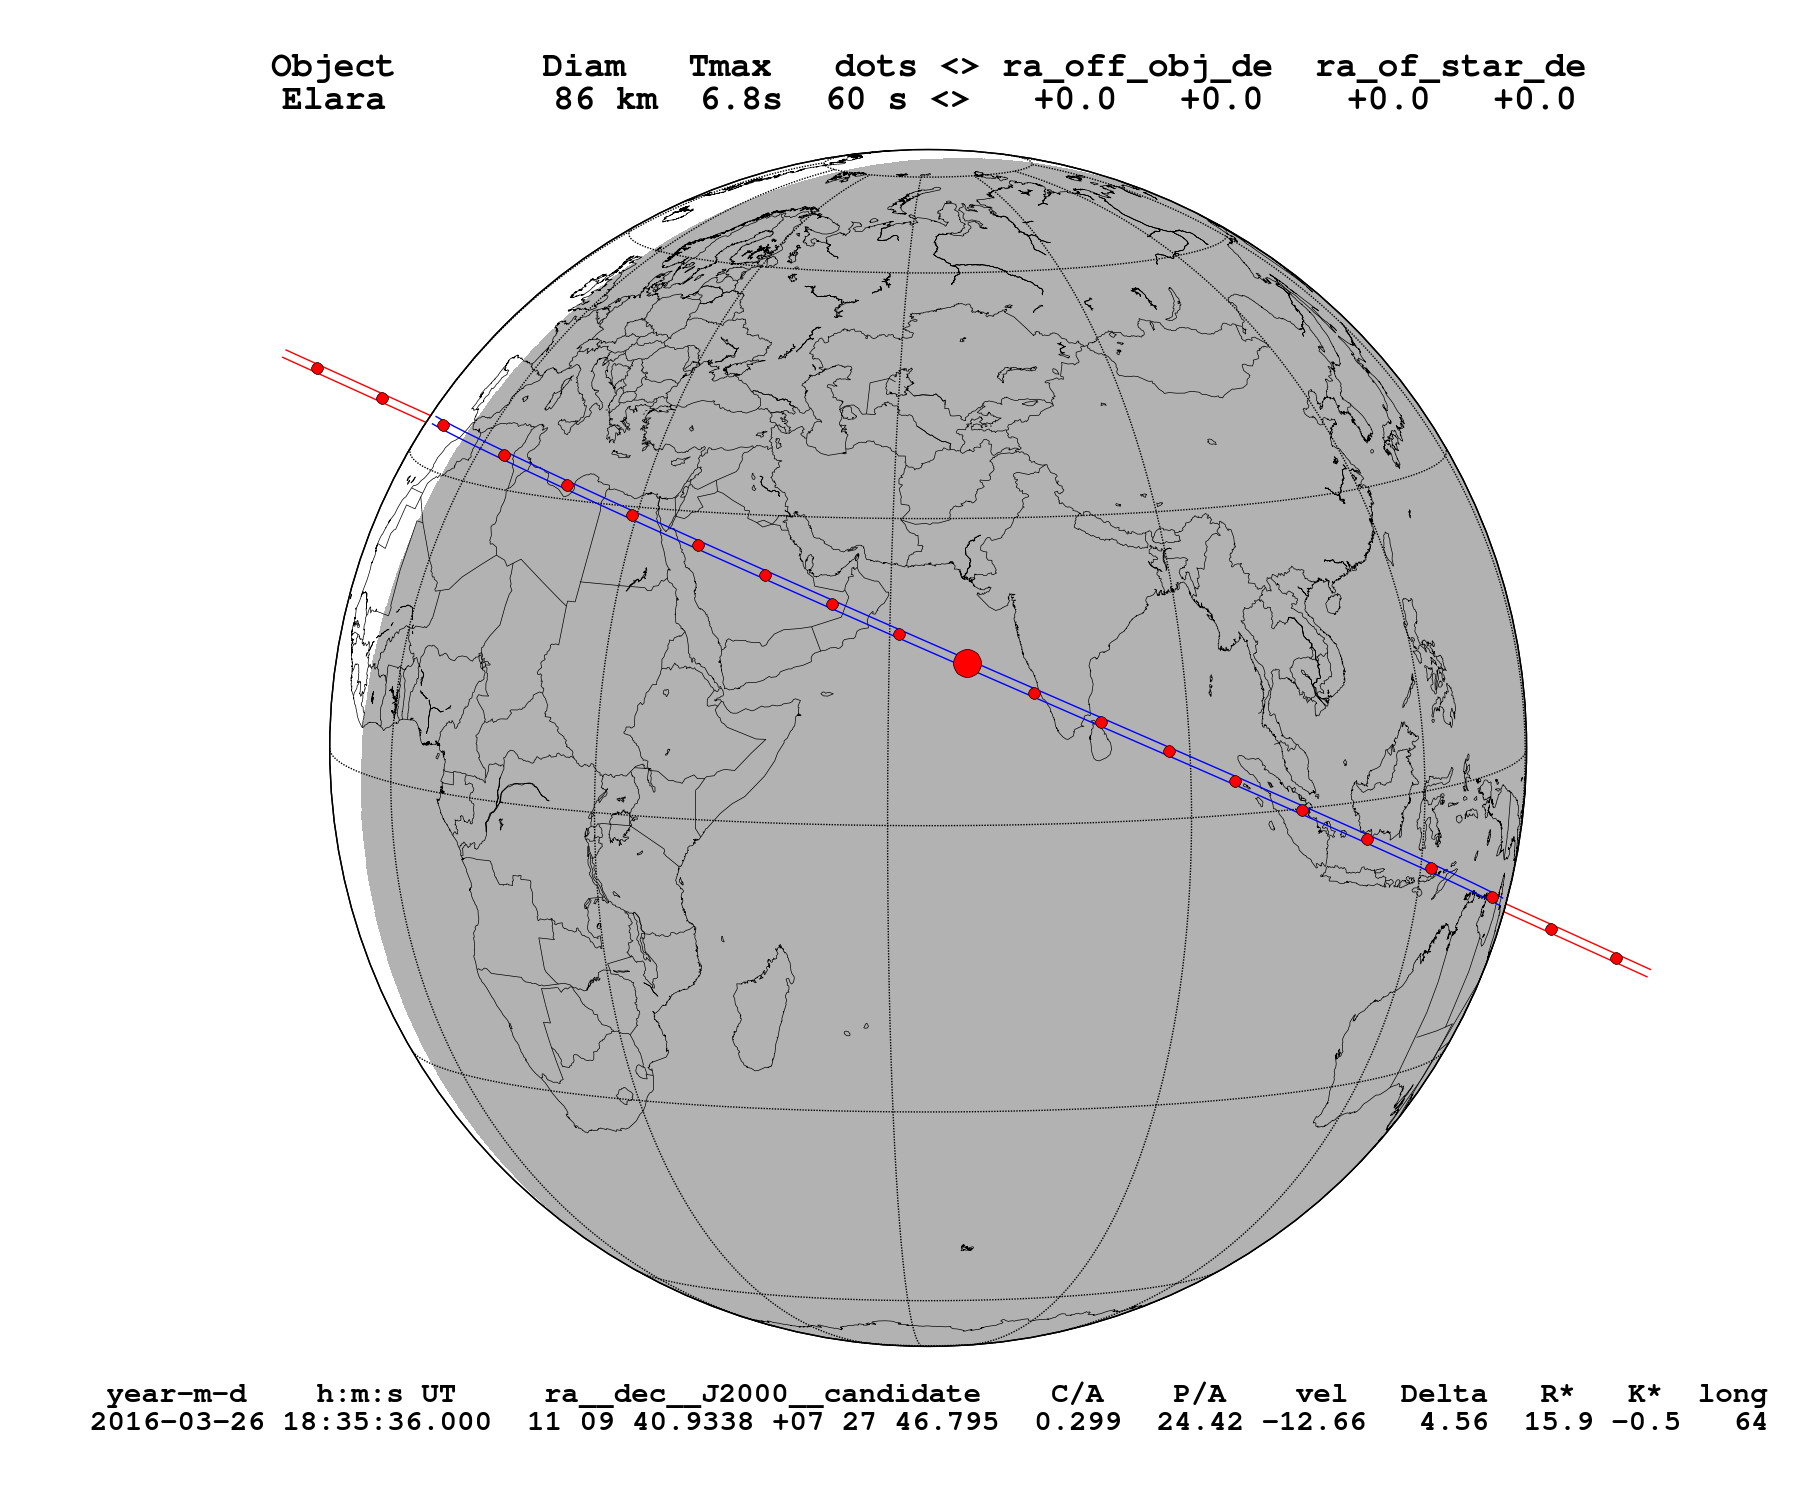 Object Diam Tmax dots <> ra_off_obj_de ra_of_star_de
Elara 86 km 6.8s 60 s <> +0.0 +0.0 +0.0 +0.0
year-m-d h:m:s UT ra__dec__J2000__candidate C/A P/A vel Delta R* K* long
2016-03-26 18:35:36.000 11 09 40.9338 +07 27 46.795 0.299 24.42 -12.66 4.56 15.9 -0.5 64